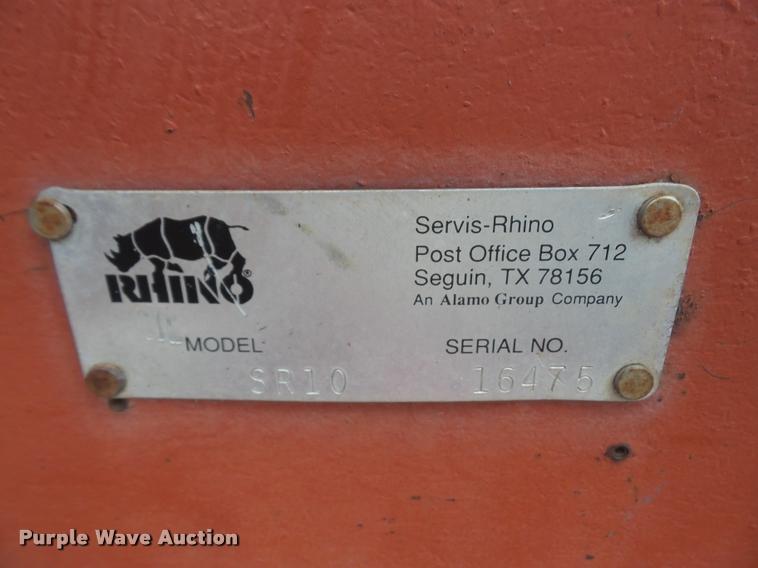 RHINO®
Servis-Rhino
Post Office Box 712
Seguin, TX 78156
An Alamo Group Company
MODEL
SERIAL NO.
SR10
16475
Purple Wave Auction